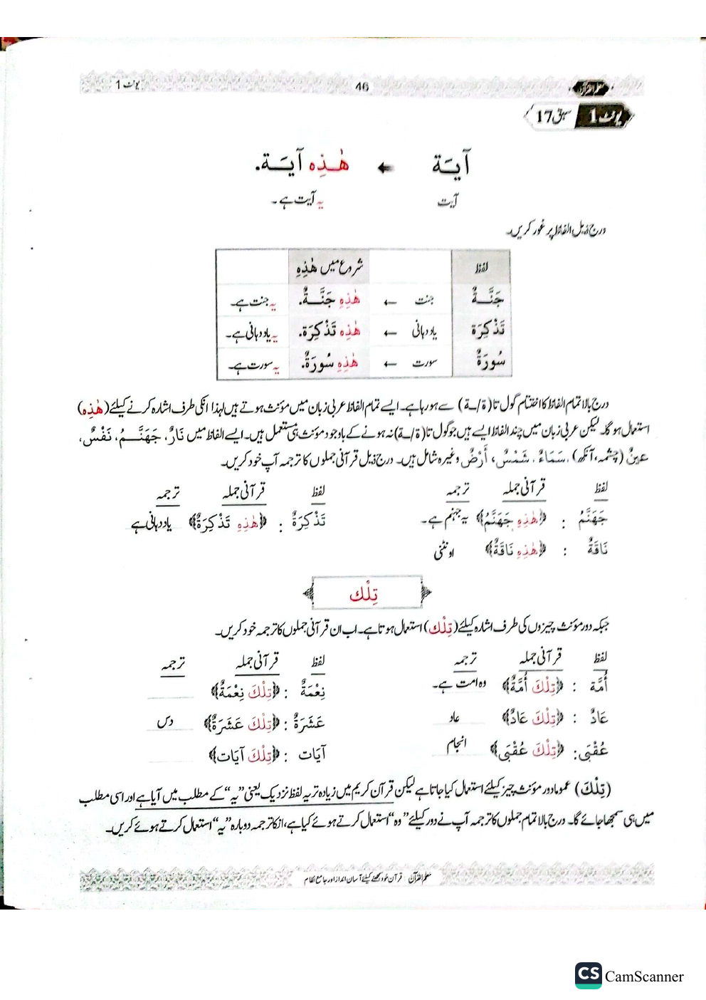 معلم القرآن 46 یونٹ 1
یونٹ 1 سبق 17
آيَـة ← هٰـذِه آيَـة.
آیت یہ آیت ہے۔
درج ذیل الفاظ پر غور کریں۔
لفظ شروع میں هٰذِهِ
جَنَّـةٌ جنت ← هٰذِهِ جَنَّـةٌ. یہ جنت ہے۔
تَذْكِرَة یاد دہانی ← هٰذِه تَذْكِرَة. یہ یاد دہانی ہے۔
سُورَةٌ سورت ← هٰذِهِ سُورَةٌ. یہ سورت ہے۔
درج بالا تمام الفاظ کا اختتام گول تا (ة / ـة) سے ہو رہا ہے۔ ایسے تمام الفاظ عربی زبان میں مؤنث ہوتے ہیں لہذا انکی طرف اشارہ کرنے کیلئے (هٰذِه)
استعمال ہو گا۔ لیکن عربی زبان میں چند الفاظ ایسے ہیں جو گول تا (ة / ـة) نہ ہونے کے باوجود مؤنث ہی مستعمل ہیں۔ ایسے الفاظ میں نَارٌ، جَهَنَّـمُ، نَفْسٌ،
عينٌ (چشمہ، آنکھ)، سَمَاءٌ، شَمْسٌ، أَرْضٌ وغیرہ شامل ہیں۔ درج ذیل قرآنی جملوں کا ترجمہ آپ خود کریں۔
لفظ قرآنی جملہ ترجمہ لفظ قرآنی جملہ ترجمہ
جَهَنَّمُ : ﴿هٰذِهِ جَهَنَّمُ﴾ یہ جہنم ہے۔ تَذْكِرَةٌ : ﴿هٰذِهِ تَذْكِرَةٌ﴾ یاد دہانی ہے
نَاقَةٌ : ﴿هٰذِهِ نَاقَةٌ﴾ اونٹنی
تِلْك
جبکہ دور مؤنث چیزوں کی طرف اشارہ کیلئے (تِلْك) استعمال ہوتا ہے۔ اب ان قرآنی جملوں کا ترجمہ خود کریں۔
لفظ قرآنی جملہ ترجمہ لفظ قرآنی جملہ ترجمہ
أُمَّة : ﴿تِلْكَ أُمَّةٌ﴾ وہ امت ہے۔ نِعْمَةٌ : ﴿تِلْكَ نِعْمَةٌ﴾
عَادٌ : ﴿تِلْكَ عَادٌ﴾ عاد عَشَرَةٌ : ﴿تِلْكَ عَشَرَةٌ﴾ دس
عُقْبَى : ﴿تِلْكَ عُقْبَى﴾ انجام آيَات : ﴿تِلْكَ آيَات﴾
(تِلْكَ) عموما دور مؤنث چیز کیلئے استعمال کیا جاتا ہے لیکن قرآن کریم میں زیادہ تر یہ لفظ نزدیک یعنی "یہ" کے مطلب میں آیا ہے اور اسی مطلب
میں ہی سمجھا جائے گا۔ درج بالا تمام جملوں کا ترجمہ آپ نے دور کیلئے "وہ" استعمال کرتے ہوئے کیا ہے، انکا ترجمہ دوبارہ "یہ" استعمال کرتے ہوئے کریں۔
معلم القرآن قرآن خود سمجھنے کیلئے آسان انداز اور جامع نظام
CS CamScanner